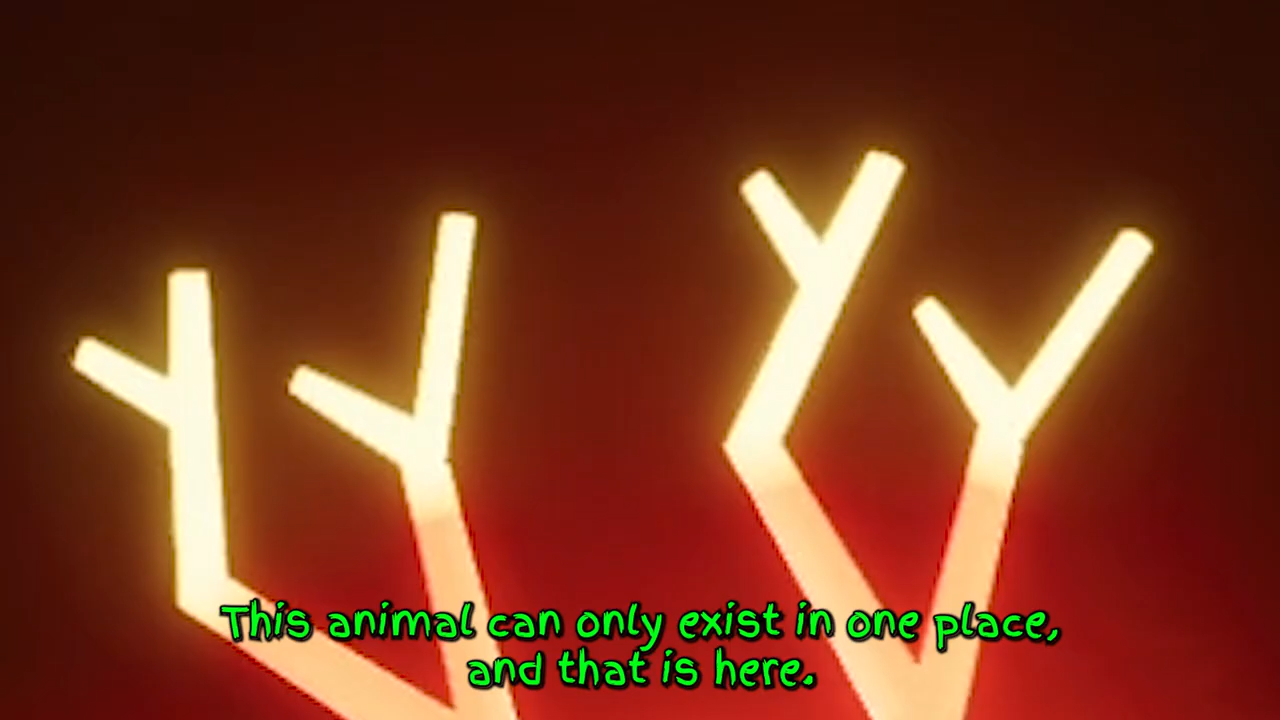 This animal can only exist in one place,
and that is here.